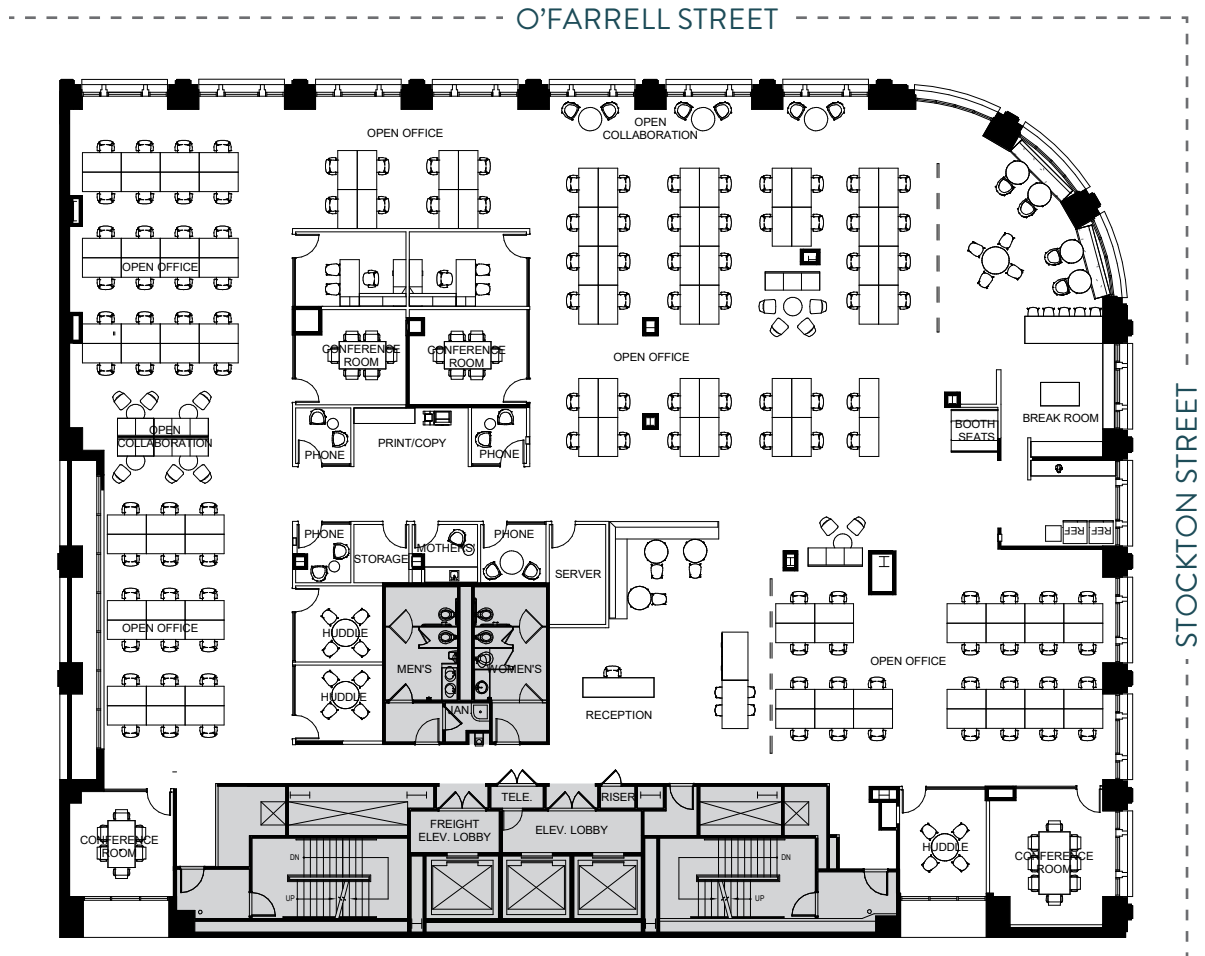 O'FARRELL STREET
OPEN OFFICE
OPEN
COLLABORATION
OPEN OFFICE
CONFERENCE
ROOM
CONFERENCE
ROOM
OPEN OFFICE
OPEN
COLLABORATION
PHONE
PRINT/COPY
PHONE
BOOTH
SEATS
BREAK ROOM
STOCKTON STREET
PHONE
STORAGE
MOTHERS
PHONE
SERVER
REF
REF
OPEN OFFICE
HUDDLE
MEN'S
WOMEN'S
HUDDLE
JAN.
RECEPTION
OPEN OFFICE
TELE.
RISER
FREIGHT
ELEV. LOBBY
ELEV. LOBBY
CONFERENCE
ROOM
DN
UP
DN
UP
HUDDLE
CONFERENCE
ROOM